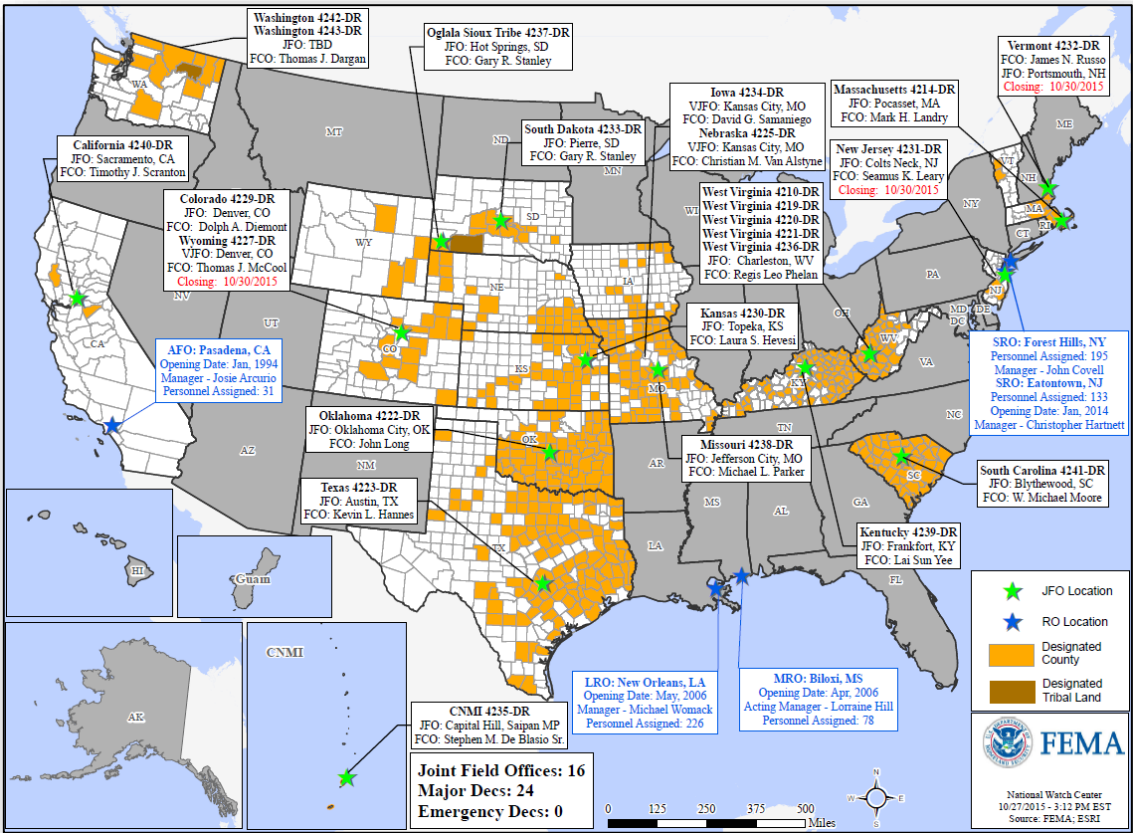 Washington 4242-DR
Washington 4243-DR
JFO: TBD
FCO: Thomas J. Dargan
Oglala Sioux Tribe 4237-DR
JFO: Hot Springs, SD
FCO: Gary R. Stanley
Vermont 4232-DR
FCO: James N. Russo
JFO: Portsmouth, NH
Closing: 10/30/2015
Massachusetts 4214-DR
JFO: Pocasset, MA
FCO: Mark H. Landry
Iowa 4234-DR
VJFO: Kansas City, MO
FCO: David G. Samaniego
Nebraska 4225-DR
VJFO: Kansas City, MO
FCO: Christian M. Van Alstyne
South Dakota 4233-DR
JFO: Pierre, SD
FCO: Gary R. Stanley
California 4240-DR
JFO: Sacramento, CA
FCO: Timothy J. Scranton
New Jersey 4231-DR
JFO: Colts Neck, NJ
FCO: Seamus K. Leary
Closing: 10/30/2015
Colorado 4229-DR
JFO: Denver, CO
FCO: Dolph A. Diemont
Wyoming 4227-DR
VJFO: Denver, CO
FCO: Thomas J. McCool
Closing: 10/30/2015
West Virginia 4210-DR
West Virginia 4219-DR
West Virginia 4220-DR
West Virginia 4221-DR
West Virginia 4236-DR
JFO: Charleston, WV
FCO: Regis Leo Phelan
Kansas 4230-DR
JFO: Topeka, KS
FCO: Laura S. Hevesi
AFO: Pasadena, CA
Opening Date: Jan, 1994
Manager - Josie Arcurio
Personnel Assigned: 31
SRO: Forest Hills, NY
Personnel Assigned: 195
Manager - John Covell
SRO: Eatontown, NJ
Personnel Assigned: 133
Opening Date: Jan, 2014
Manager - Christopher Hartnett
Oklahoma 4222-DR
JFO: Oklahoma City, OK
FCO: John Long
Missouri 4238-DR
JFO: Jefferson City, MO
FCO: Michael L. Parker
South Carolina 4241-DR
JFO: Blythewood, SC
FCO: W. Michael Moore
Texas 4223-DR
JFO: Austin, TX
FCO: Kevin L. Hannes
Kentucky 4239-DR
JFO: Frankfort, KY
FCO: Lai Sun Yee
LRO: New Orleans, LA
Opening Date: May, 2006
Manager - Michael Womack
Personnel Assigned: 226
MRO: Biloxi, MS
Opening Date: Apr, 2006
Acting Manager - Lorraine Hill
Personnel Assigned: 78
CNMI 4235-DR
JFO: Capital Hill, Saipan MP
FCO: Stephen M. De Blasio Sr.
Joint Field Offices: 16
Major Decs: 24
Emergency Decs: 0
WA
MT
ND
MN
WI
ME
VT
NH
NY
MA
CT
RI
SD
WY
NV
UT
CA
CO
NE
IA
PA
NJ
OH
MD
DE
DC
WV
VA
KS
MO
KY
NC
TN
AZ
NM
OK
AR
SC
MS
AL
GA
LA
TX
FL
HI
Guam
AK
CNMI
JFO Location
RO Location
Designated
County
Designated
Tribal Land
0 125 250 375 500
Miles
N
W E
S
FEMA
National Watch Center
10/27/2015 - 3:12 PM EST
Source: FEMA; ESRI